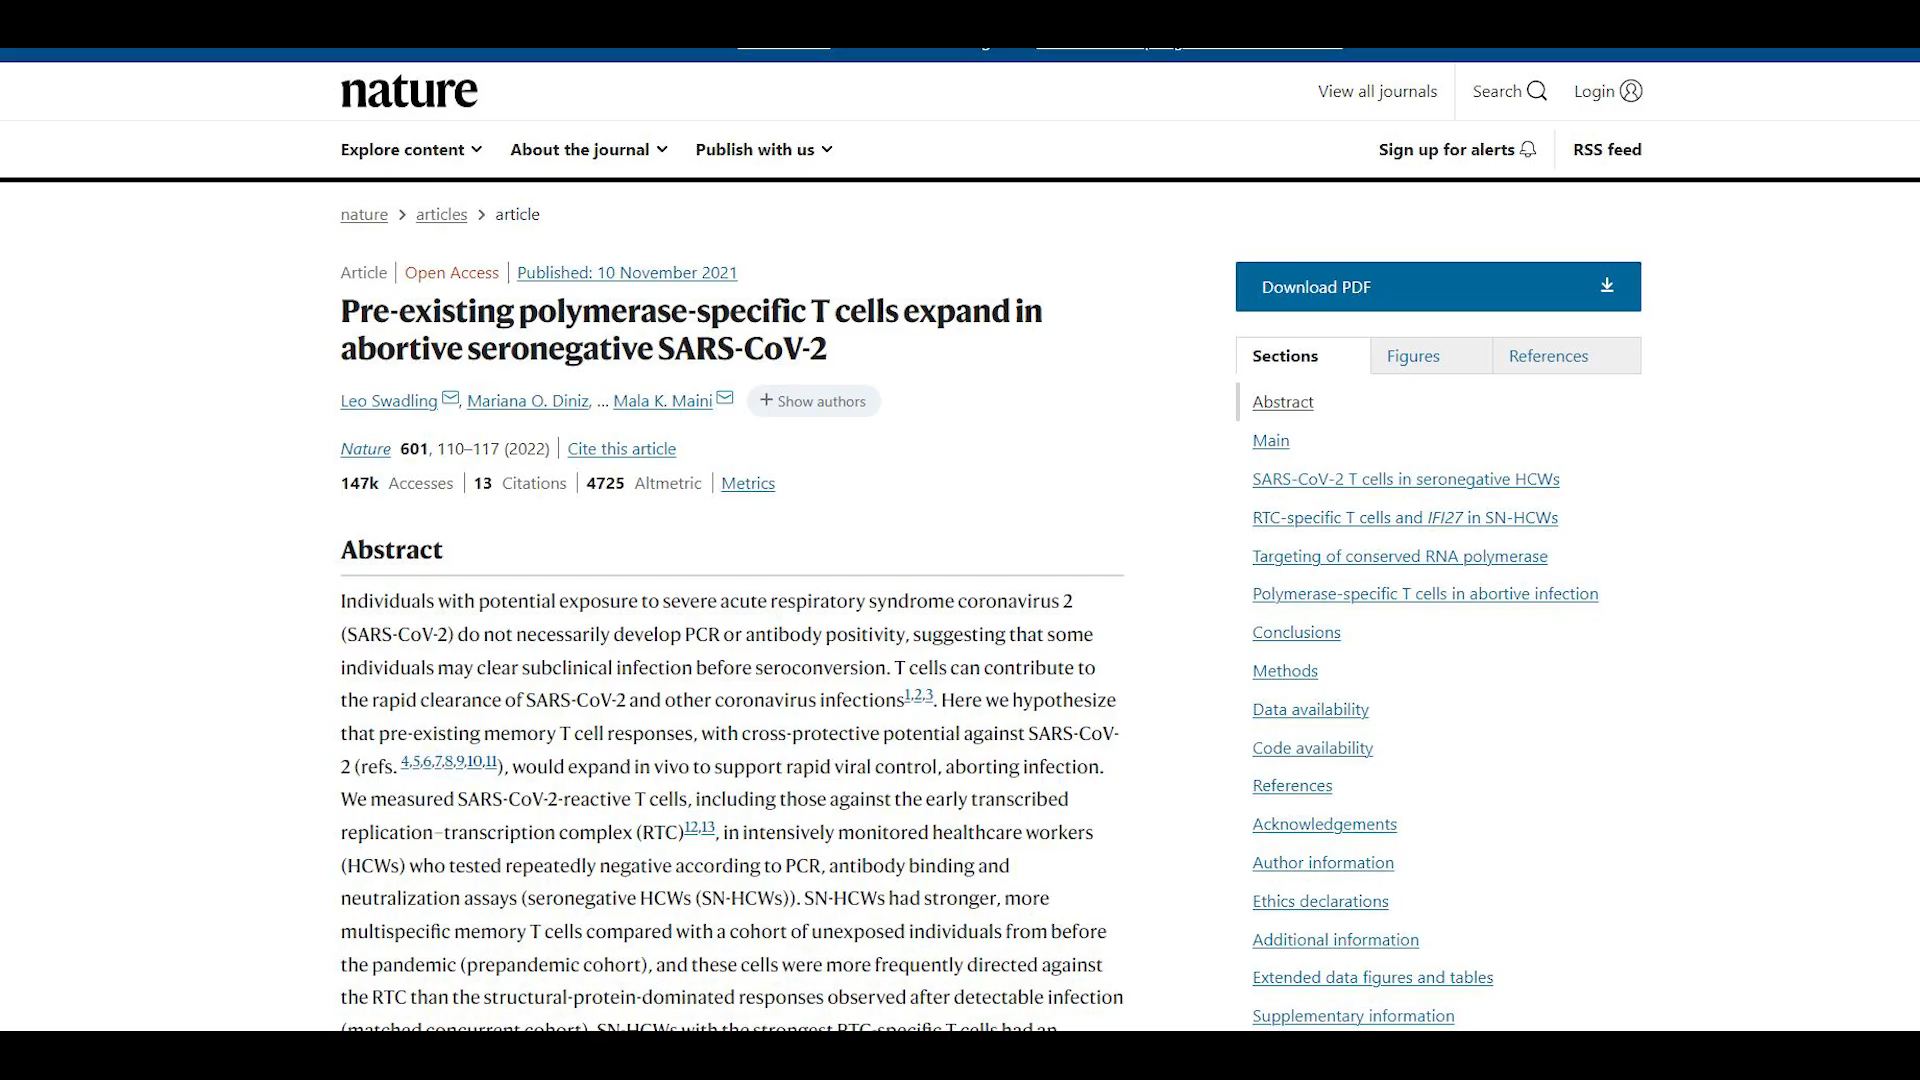 nature
View all journals
Search
Login
Explore content
About the journal
Publish with us
Sign up for alerts
RSS feed
nature > articles > article
Article | Open Access | Published: 10 November 2021
Pre-existing polymerase-specific T cells expand in
abortive seronegative SARS-CoV-2
Leo Swadling, Mariana O. Diniz, ... Mala K. Maini + Show authors
Nature 601, 110–117 (2022) | Cite this article
147k Accesses | 13 Citations | 4725 Altmetric | Metrics
Abstract
Individuals with potential exposure to severe acute respiratory syndrome coronavirus 2
(SARS-CoV-2) do not necessarily develop PCR or antibody positivity, suggesting that some
individuals may clear subclinical infection before seroconversion. T cells can contribute to
the rapid clearance of SARS-CoV-2 and other coronavirus infections1,2,3. Here we hypothesize
that pre-existing memory T cell responses, with cross-protective potential against SARS-CoV-
2 (refs. 4,5,6,7,8,9,10,11), would expand in vivo to support rapid viral control, aborting infection.
We measured SARS-CoV-2-reactive T cells, including those against the early transcribed
replication–transcription complex (RTC)12,13, in intensively monitored healthcare workers
(HCWs) who tested repeatedly negative according to PCR, antibody binding and
neutralization assays (seronegative HCWs (SN-HCWs)). SN-HCWs had stronger, more
multispecific memory T cells compared with a cohort of unexposed individuals from before
the pandemic (prepandemic cohort), and these cells were more frequently directed against
the RTC than the structural-protein-dominated responses observed after detectable infection
(matched concurrent cohort). SN-HCWs with the strongest RTC-specific T cells had an
Download PDF
Sections
Figures
References
Abstract
Main
SARS-CoV-2 T cells in seronegative HCWs
RTC-specific T cells and IFI27 in SN-HCWs
Targeting of conserved RNA polymerase
Polymerase-specific T cells in abortive infection
Conclusions
Methods
Data availability
Code availability
References
Acknowledgements
Author information
Ethics declarations
Additional information
Extended data figures and tables
Supplementary information